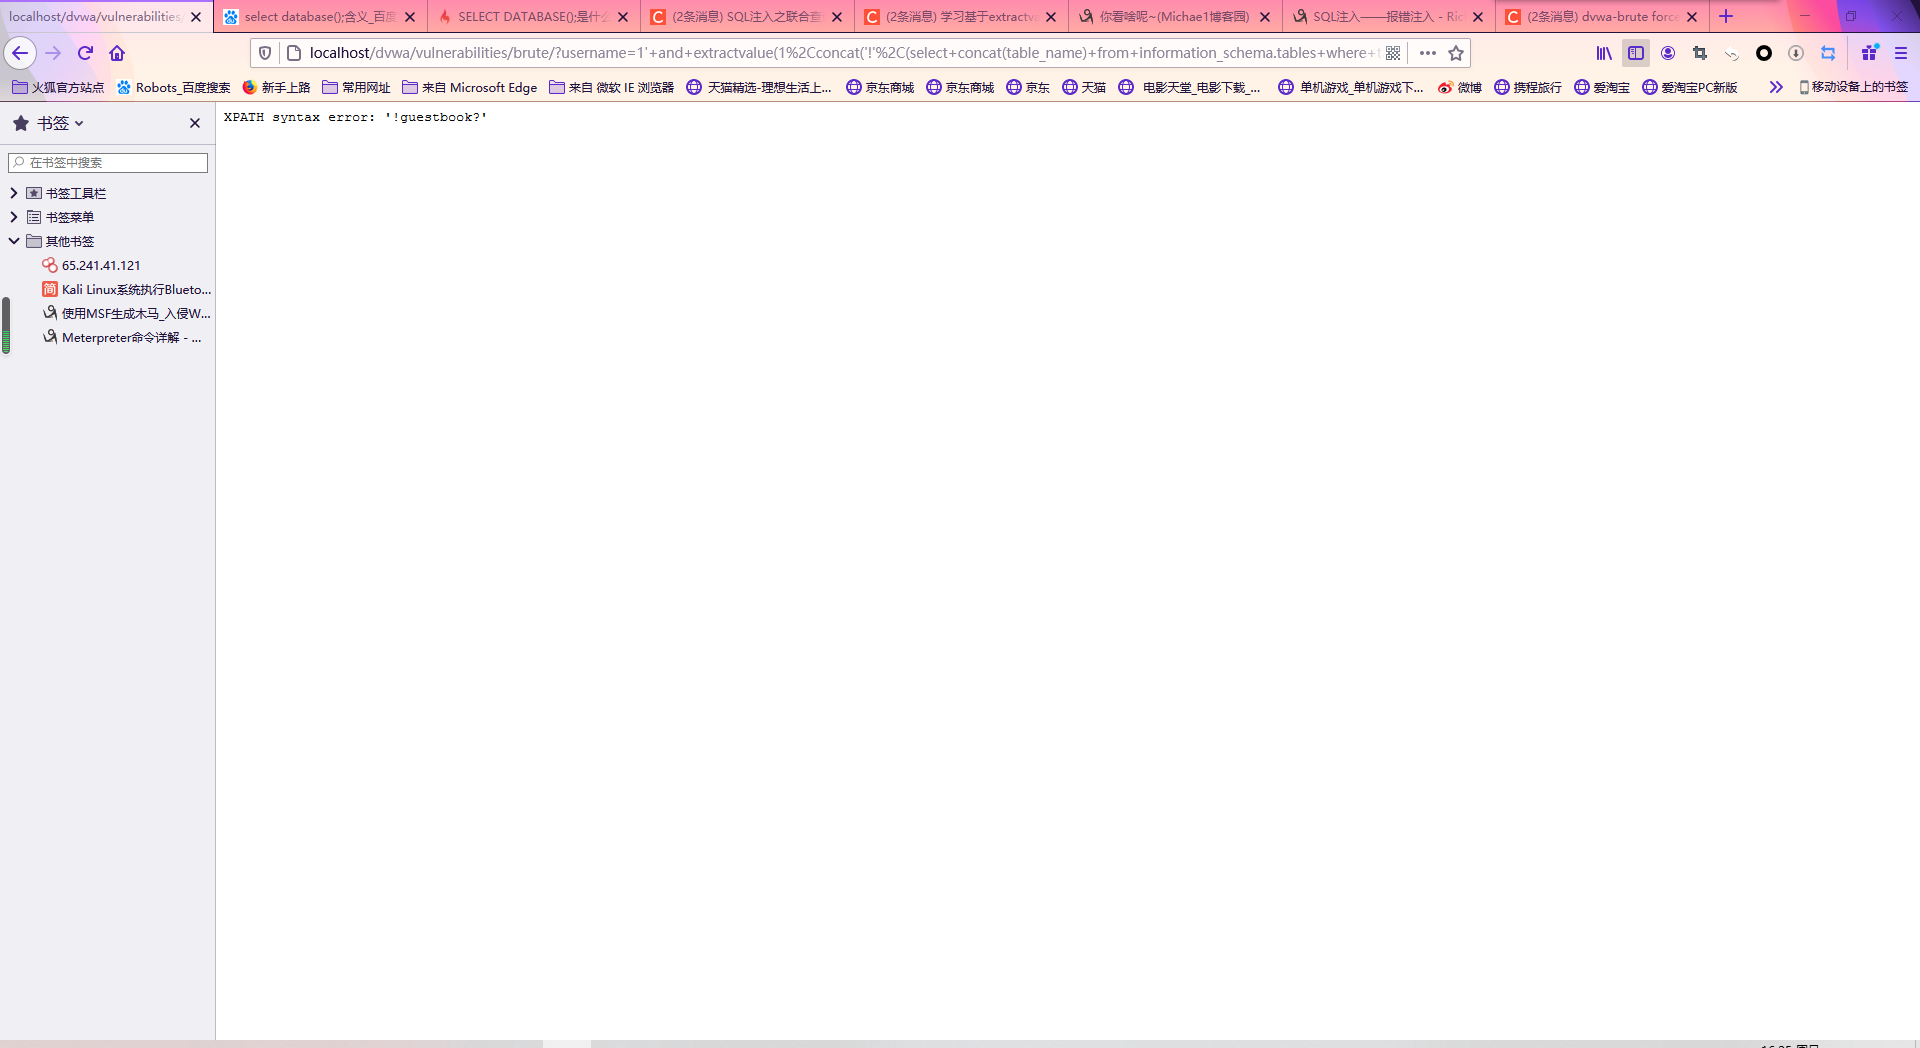 localhost/dvwa/vulnerabilities/
select database();含义_百度
SELECT DVABASE();是什么
(2条消息) SQL注入之联合查
(2条消息) 学习基于extractva
你看啥呢~(Michae1博客园)
SQL注入——报错注入 - Ric
(2条消息) dvwa-brute force
localhost/dvwa/vulnerabilities/brute/?username=1'+and+extractvalue(1%2Cconcat('!'%2C(select+concat(table_name)+from+information_schema.tables+where+t
火狐官方站点
Robots_百度搜索
新手上路
常用网址
来自 Microsoft Edge
来自 微软 IE 浏览器
天猫精选-理想生活上...
京东商城
京东商城
京东
天猫
电影天堂_电影下载_...
单机游戏_单机游戏下...
微博
携程旅行
爱淘宝
爱淘宝PC新版
移动设备上的书签
书签
在书签中搜索
书签工具栏
书签菜单
其他书签
65.241.41.121
简 Kali Linux系统执行Blueto...
使用MSF生成木马_入侵W...
Meterpreter命令详解 - ...
XPATH syntax error: '!guestbook?'